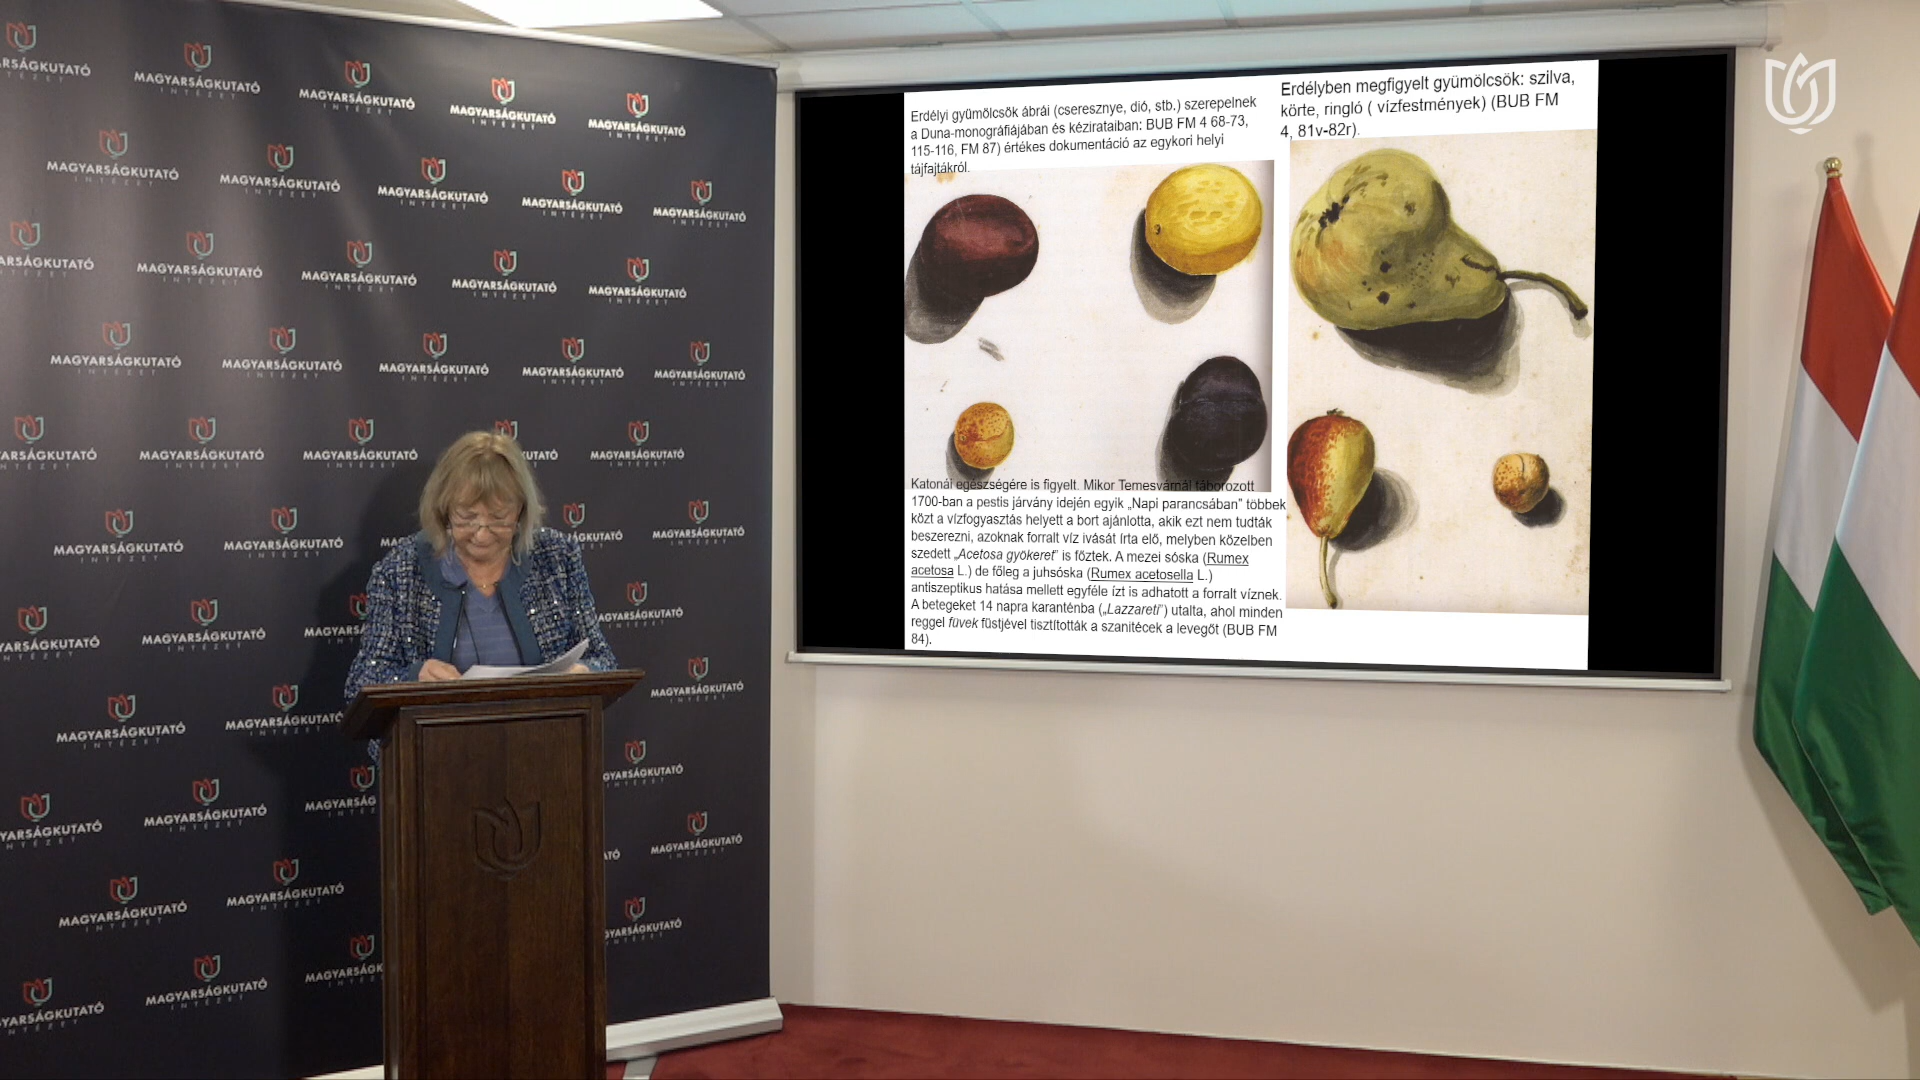 MAGYARSÁGKUTATÓ
INTÉZET
Erdélyi gyümölcsök ábrái (cseresznye, dió, stb.) szerepelnek
a Duna-monográfiájában és kézirataiban: BUB FM 4 68-73,
115-116, FM 87) értékes dokumentáció az egykori helyi
tájfajtákról.
Katonái egészségére is figyelt. Mikor Temesvárnál táborozott
1700-ban a pestis járvány idején egyik „Napi parancsában” többek
közt a vízfogyasztás helyett a bort ajánlotta, akik ezt nem tudták
beszerezni, azoknak forralt víz ivását írta elő, melyben közelben
szedett „Acetosa gyökeret” is főztek. A mezei sóska (Rumex
acetosa L.) de főleg a juhsóska (Rumex acetosella L.)
antiszeptikus hatása mellett egyféle ízt is adhatott a forralt víznek.
A betegeket 14 napra karanténba („Lazzareti”) utalta, ahol minden
reggel füvek füstjével tisztították a szanitécek a levegőt (BUB FM
84).
Erdélyben megfigyelt gyümölcsök: szilva,
körte, ringló ( vízfestmények) (BUB FM
4, 81v-82r).